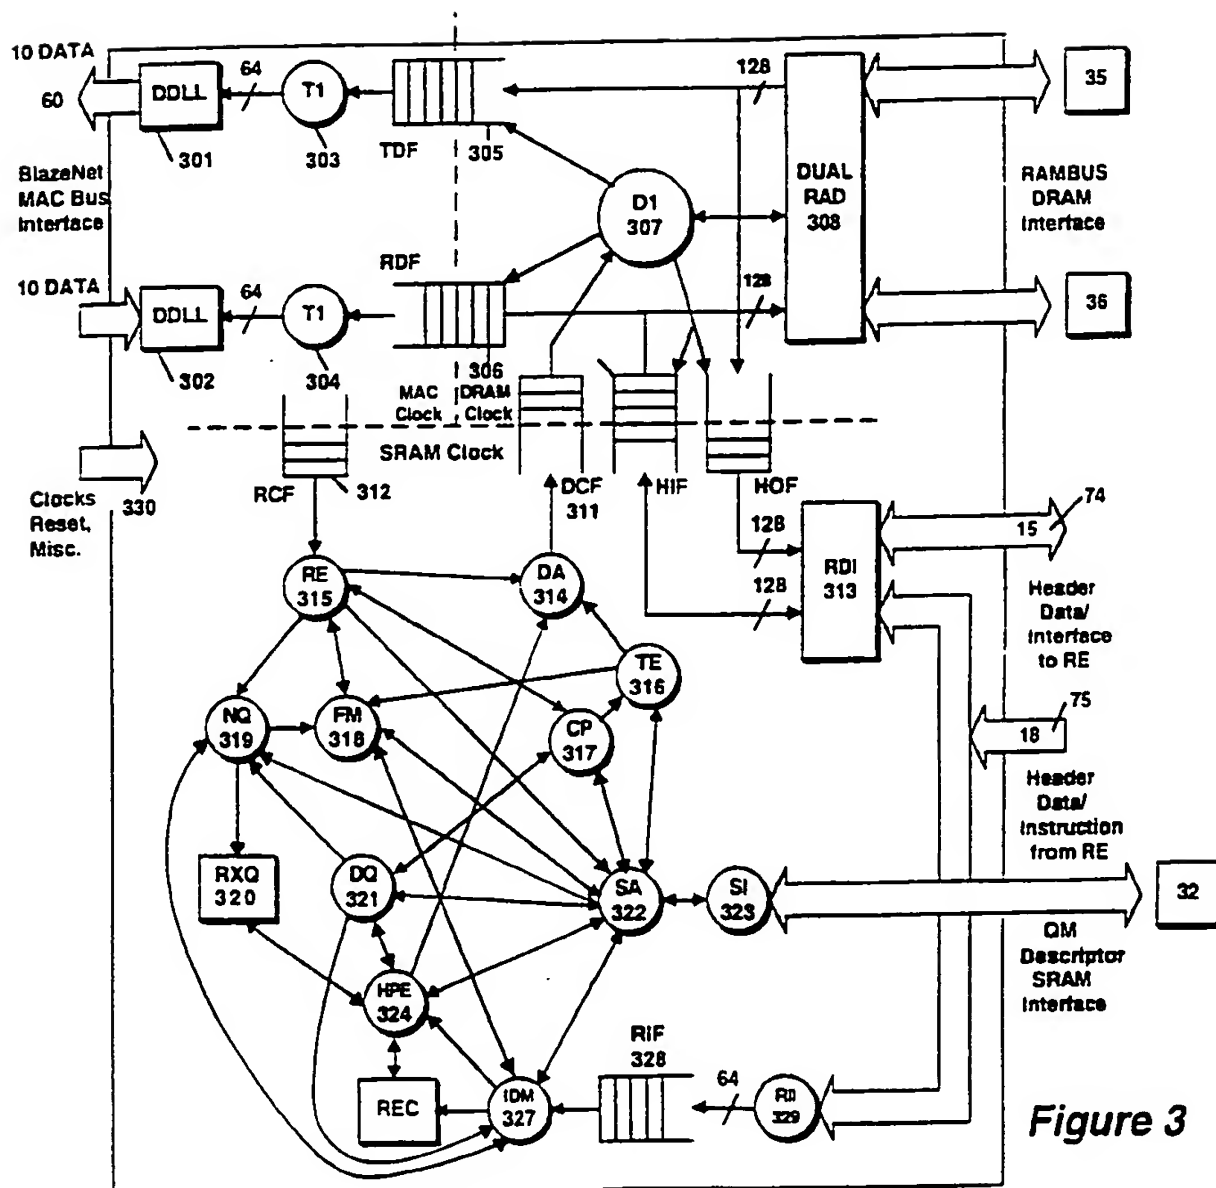 10 DATA
60
DDLL
301
64
T1
303
TDF
305
128
DUAL
RAD
308
35
BlazeNet
MAC Bus
Interface
D1
307
RAMBUS
DRAM
Interface
10 DATA
DDLL
302
64
T1
304
RDF
306
128
36
MAC
Clock
DRAM
Clock
SRAM Clock
Clocks
Reset,
Misc.
330
RCF
312
DCF
311
HIF
HOF
128
128
RDI
313
15
74
Header
Data/
Interface
to RE
RE
315
DA
314
TE
316
NQ
319
FM
318
CP
317
18
75
Header
Data/
Instruction
from RE
RXQ
320
DQ
321
SA
322
SI
323
32
QM
Descriptor
SRAM
Interface
HPE
324
REC
IDM
327
RIF
328
64
RII
329
Figure 3